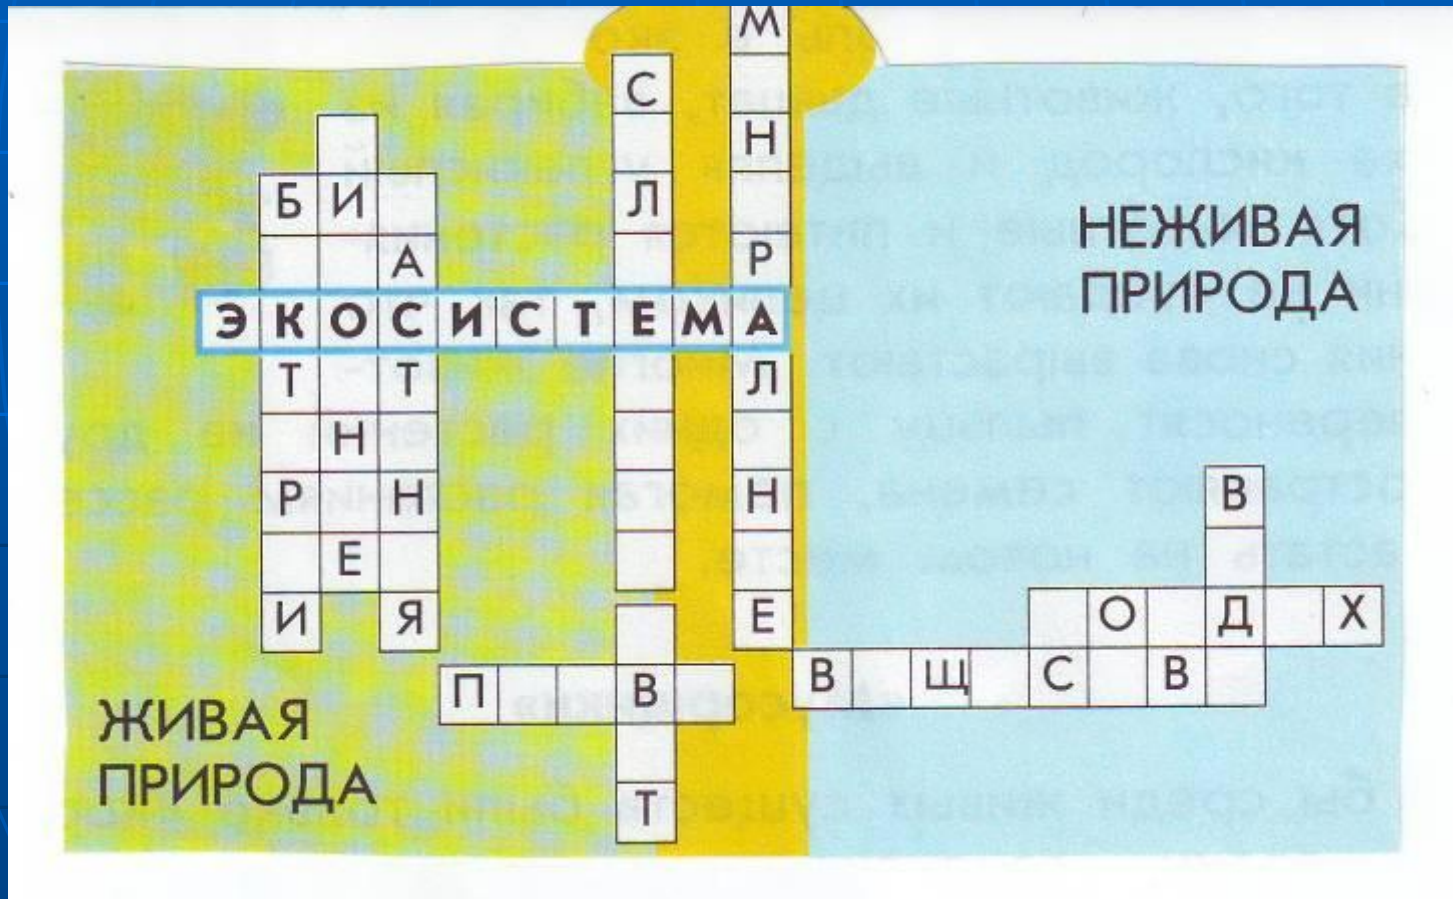 М
С
Н
Б И Л
НЕЖИВАЯ
А Р
ПРИРОДА
ЭКОСИСТЕМА
Т Т Л
Н
Р Н Н В
Е
И Я Е О Д Х
П В В Щ С В
ЖИВАЯ
ПРИРОДА
Т